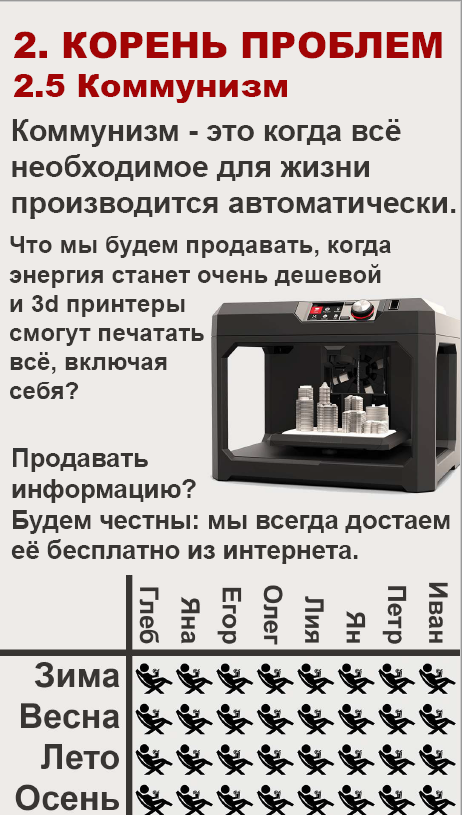 2. КОРЕНЬ ПРОБЛЕМ
2.5 Коммунизм
Коммунизм - это когда всё
необходимое для жизни
производится автоматически.
Что мы будем продавать, когда
энергия станет очень дешевой
и 3d принтеры
смогут печатать
всё, включая
себя?
Продавать
информацию?
Будем честны: мы всегда достаем
её бесплатно из интернета.
Глеб
Яна
Егор
Олег
Лия
Ян
Петр
Иван
Зима
Весна
Лето
Осень